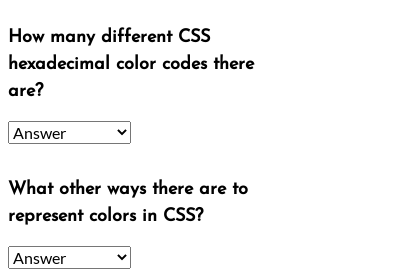 How many different CSS
hexadecimal color codes there
are?
Answer
What other ways there are to
represent colors in CSS?
Answer